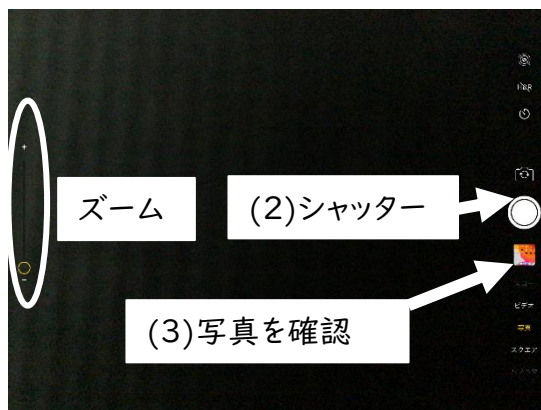 HDR
+
ズーム
(2)シャッター
−
ビデオ
(3)写真を確認
写真
スクエア